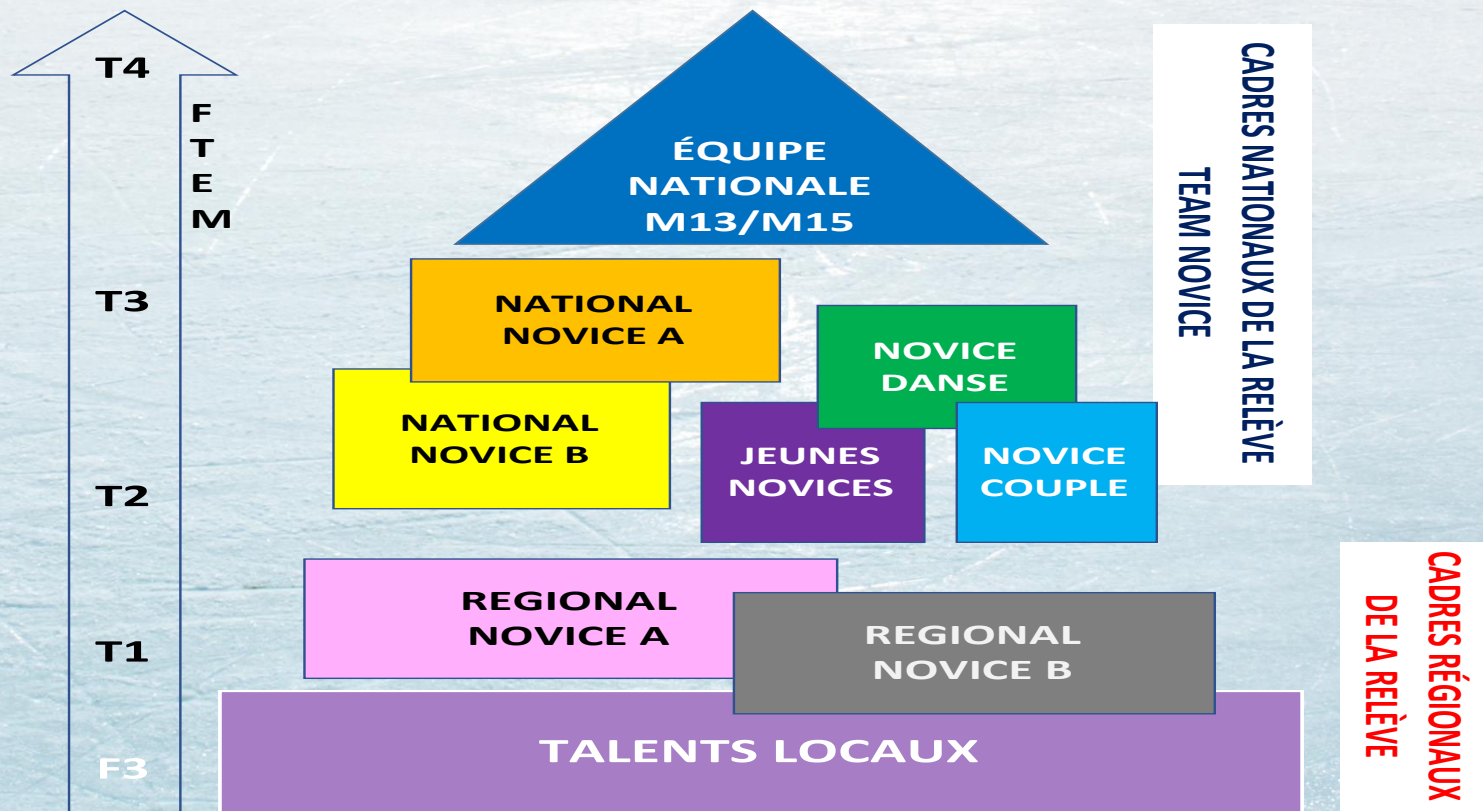 T4
F
T
E
M
ÉQUIPE
NATIONALE
M13/M15
CADRES NATIONAUX DE LA RELÈVE
TEAM NOVICE
T3
NATIONAL
NOVICE A
NOVICE
DANSE
NATIONAL
NOVICE B
JEUNES
NOVICES
NOVICE
COUPLE
T2
REGIONAL
NOVICE A
REGIONAL
NOVICE B
T1
CADRES RÉGIONAUX
DE LA RELÈVE
TALENTS LOCAUX
F3